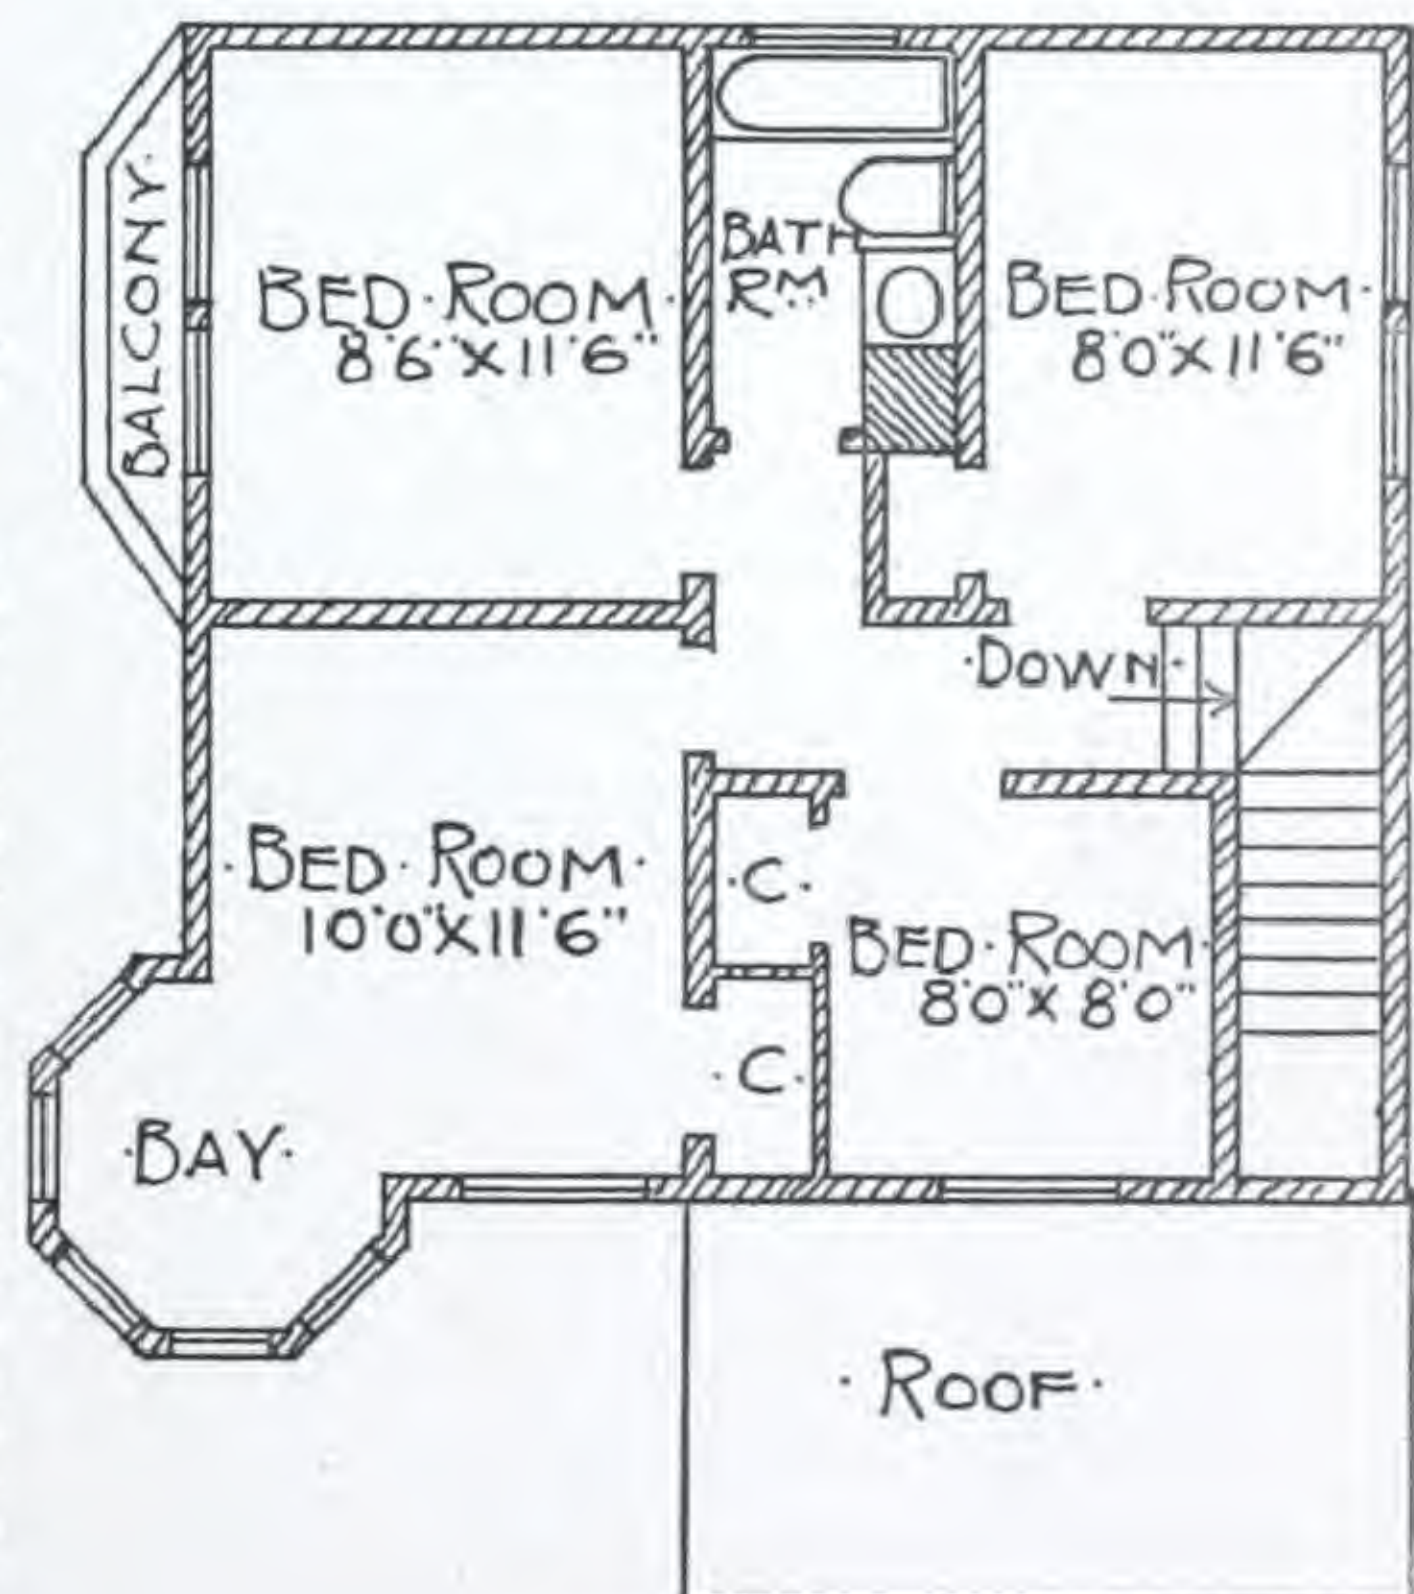 BALCONY.
BED·ROOM·
8'6"X11'6"
BATH
RM
BED·ROOM·
8'0"X11'6"
·DOWN·
·BED·ROOM·
10'0"X11'6"
·C.
BED·ROOM·
8'0"X 8'0"
·C.
·BAY·
·ROOF·